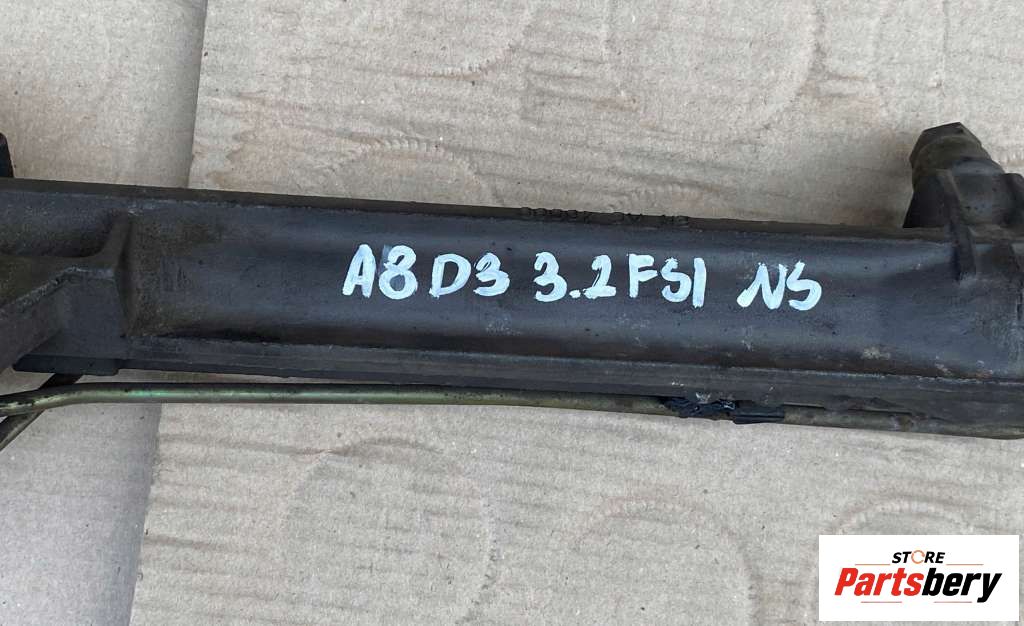 A8 D3 3.2 FSI NS
STORE
Partsbery